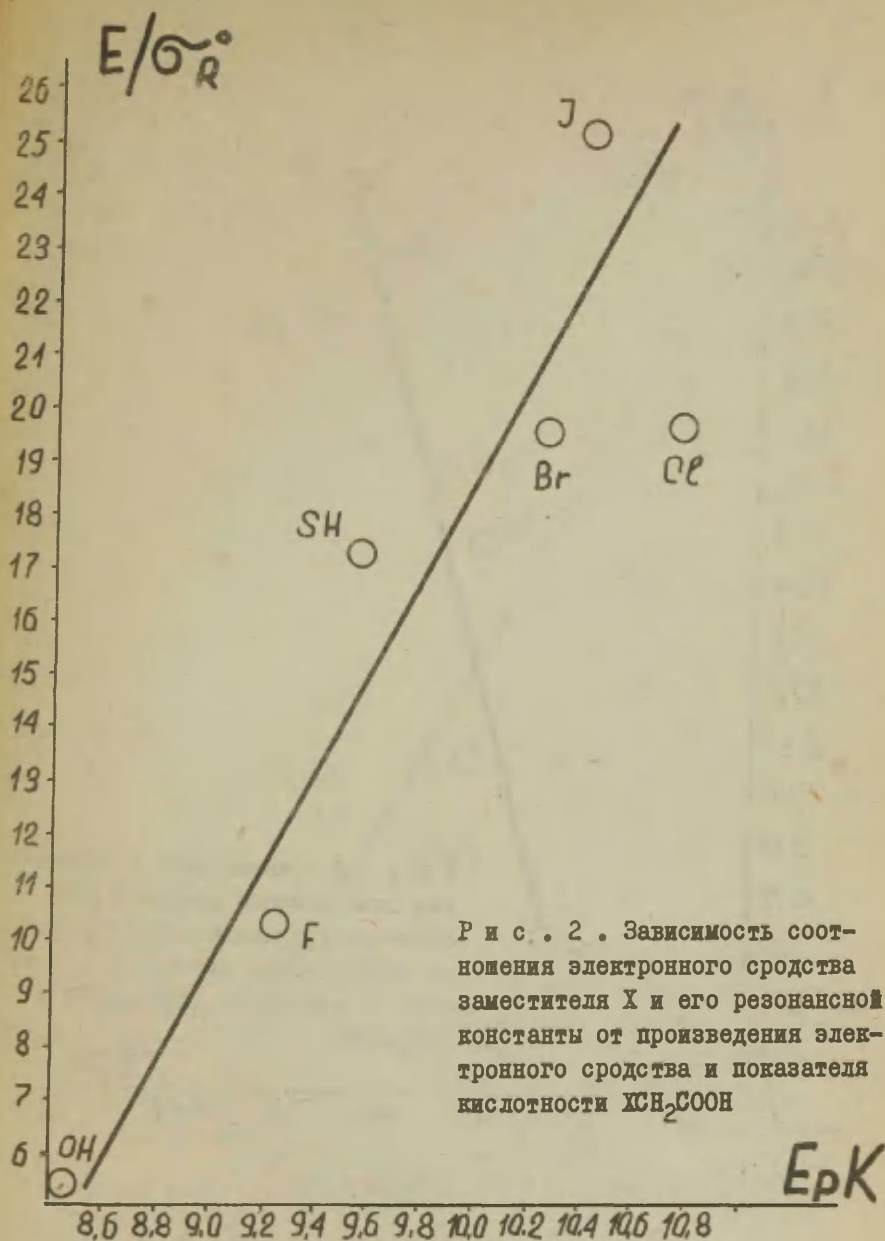 E/σR°
26
25
24
23
22
21
20
19
18
17
16
15
14
13
12
11
10
9
8
7
6
J
Br
Cl
SH
F
OH
Р и с . 2 . Зависимость соот-
ношения электронного сродства
заместителя X и его резонансной
константы от произведения элек-
тронного сродства и показателя
кислотности XCH₂COOH
EpK
8,6 8,8 9,0 9,2 9,4 9,6 9,8 10,0 10,2 10,4 10,6 10,8